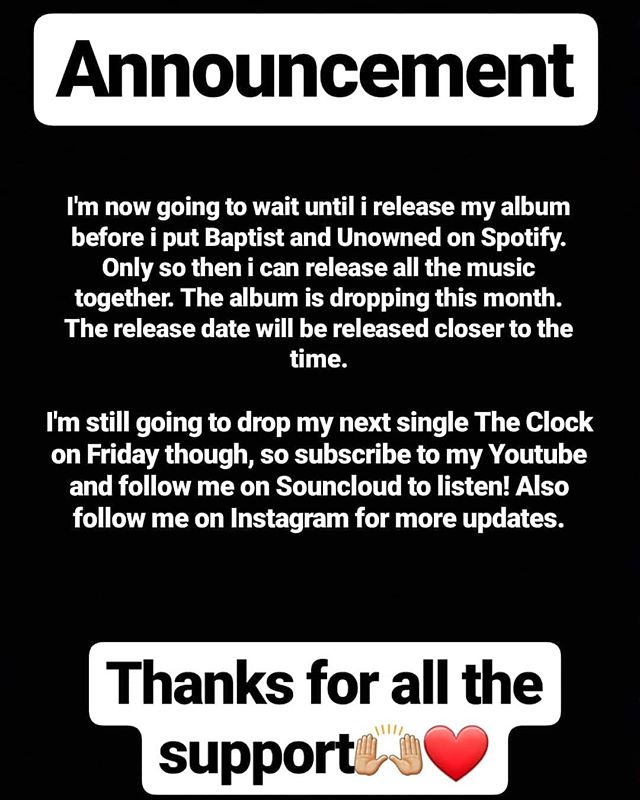 Announcement
I'm now going to wait until i release my album
before i put Baptist and Unowned on Spotify.
Only so then i can release all the music
together. The album is dropping this month.
The release date will be released closer to the
time.
I'm still going to drop my next single The Clock
on Friday though, so subscribe to my Youtube
and follow me on Souncloud to listen! Also
follow me on Instagram for more updates.
Thanks for all the
support🙌🏼❤️